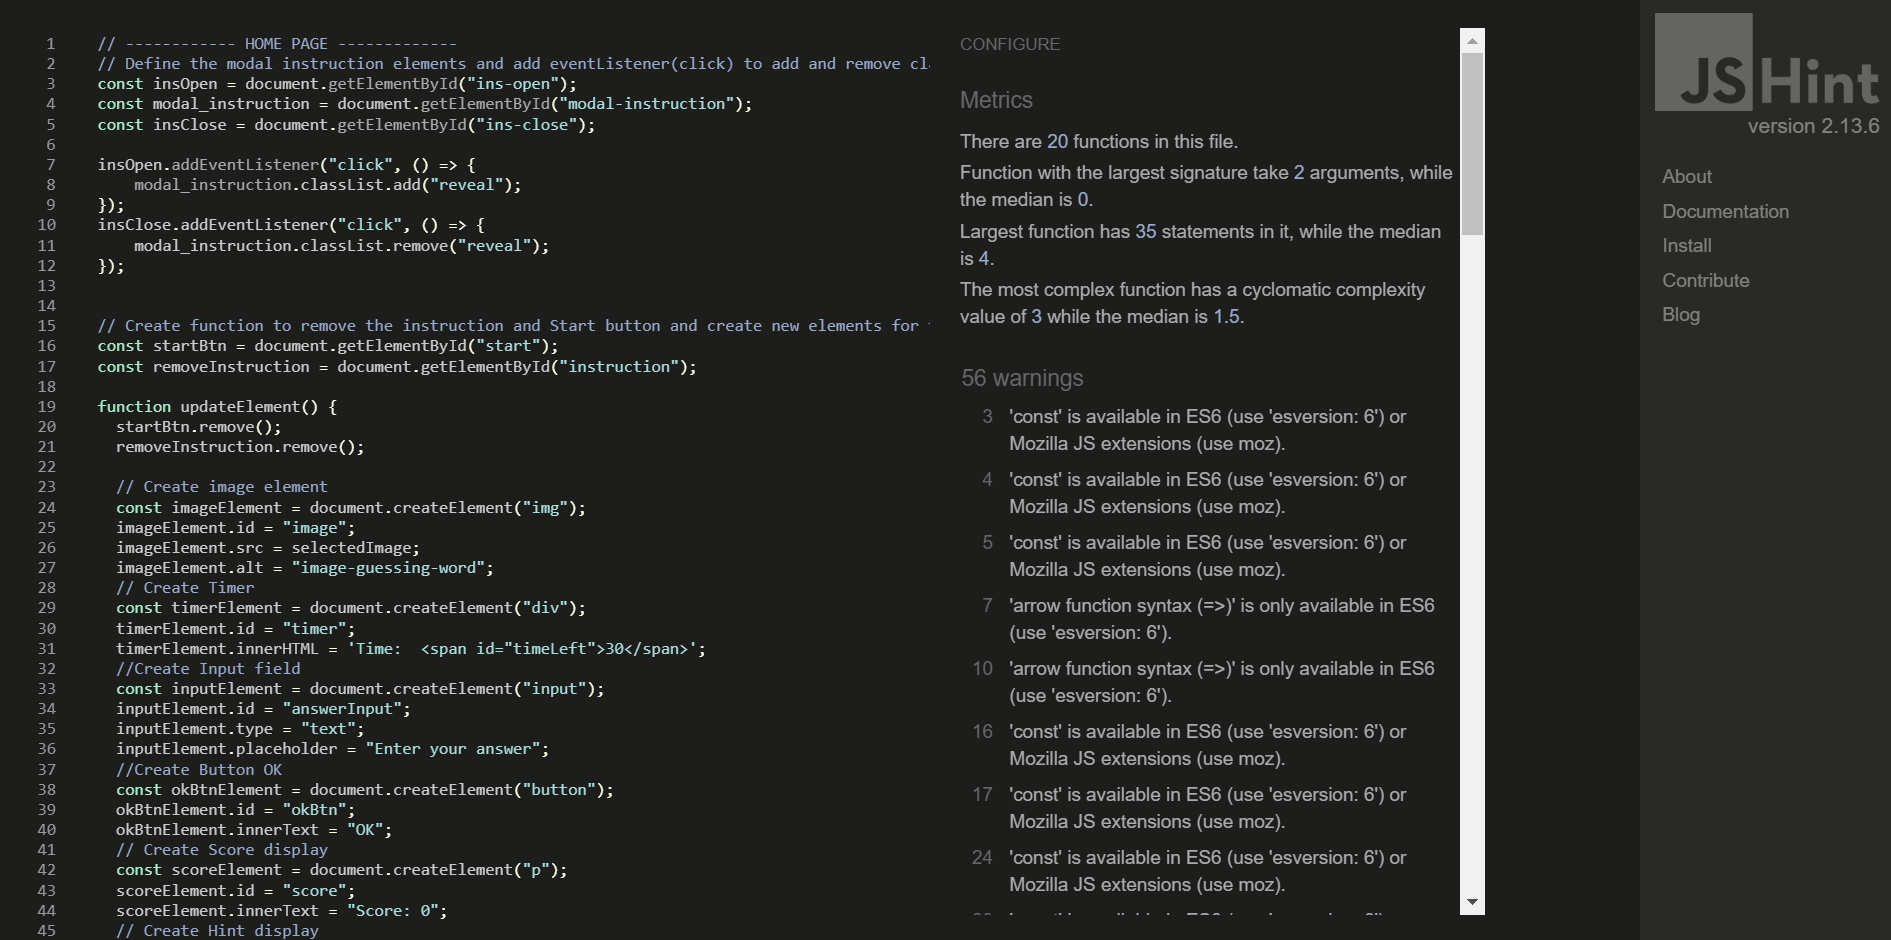 1 // ------------ HOME PAGE -------------
2 // Define the modal instruction elements and add eventListener(click) to add and remove
3 const insOpen = document.getElementById("ins-open");
4 const modal_instruction = document.getElementById("modal-instruction");
5 const insClose = document.getElementById("ins-close");
6
7 insOpen.addEventListener("click", () => {
8 modal_instruction.classList.add("reveal");
9 });
10 insClose.addEventListener("click", () => {
11 modal_instruction.classList.remove("reveal");
12 });
13
14
15 // Create function to remove the instruction and Start button and create new elements for
16 const startBtn = document.getElementById("start");
17 const removeInstruction = document.getElementById("instruction");
18
19 function updateElement() {
20 startBtn.remove();
21 removeInstruction.remove();
22
23 // Create image element
24 const imageElement = document.createElement("img");
25 imageElement.id = "image";
26 imageElement.src = selectedImage;
27 imageElement.alt = "image-guessing-word";
28 // Create Timer
29 const timerElement = document.createElement("div");
30 timerElement.id = "timer";
31 timerElement.innerHTML = 'Time:  <span id="timeLeft">30</span>';
32 //Create Input field
33 const inputElement = document.createElement("input");
34 inputElement.id = "answerInput";
35 inputElement.type = "text";
36 inputElement.placeholder = "Enter your answer";
37 //Create Button OK
38 const okBtnElement = document.createElement("button");
39 okBtnElement.id = "okBtn";
40 okBtnElement.innerText = "OK";
41 // Create Score display
42 const scoreElement = document.createElement("p");
43 scoreElement.id = "score";
44 scoreElement.innerText = "Score: 0";
45 // Create Hint display
CONFIGURE
Metrics
There are 20 functions in this file.
Function with the largest signature take 2 arguments, while
the median is 0.
Largest function has 35 statements in it, while the median
is 4.
The most complex function has a cyclomatic complexity
value of 3 while the median is 1.5.
56 warnings
3 'const' is available in ES6 (use 'esversion: 6') or
Mozilla JS extensions (use moz).
4 'const' is available in ES6 (use 'esversion: 6') or
Mozilla JS extensions (use moz).
5 'const' is available in ES6 (use 'esversion: 6') or
Mozilla JS extensions (use moz).
7 'arrow function syntax (=>)' is only available in ES6
(use 'esversion: 6').
10 'arrow function syntax (=>)' is only available in ES6
(use 'esversion: 6').
16 'const' is available in ES6 (use 'esversion: 6') or
Mozilla JS extensions (use moz).
17 'const' is available in ES6 (use 'esversion: 6') or
Mozilla JS extensions (use moz).
24 'const' is available in ES6 (use 'esversion: 6') or
Mozilla JS extensions (use moz).
JSHint
version 2.13.6
About
Documentation
Install
Contribute
Blog